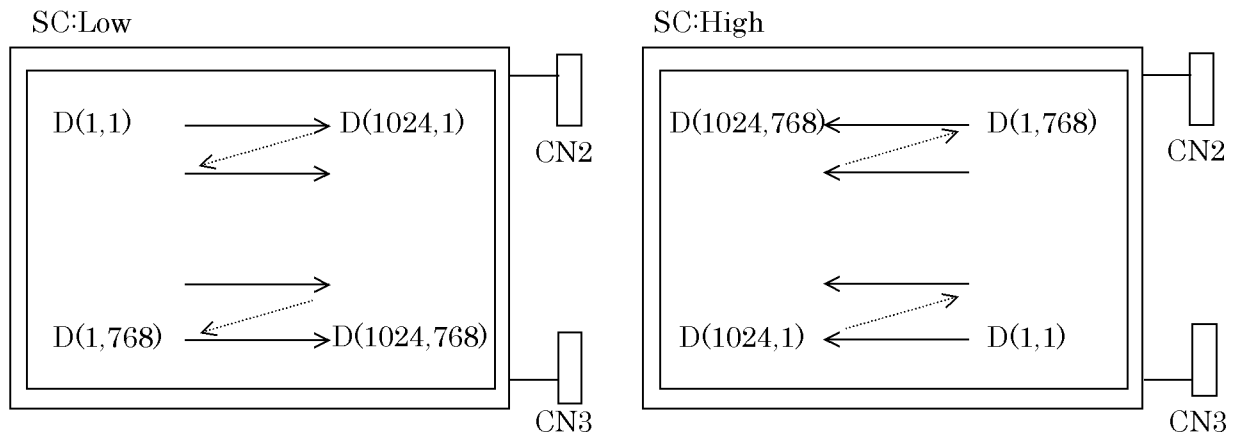 SC:Low
D(1,1)
D(1024,1)
D(1,768)
D(1024,768)
CN2
CN3
SC:High
D(1024,768)
D(1,768)
D(1024,1)
D(1,1)
CN2
CN3